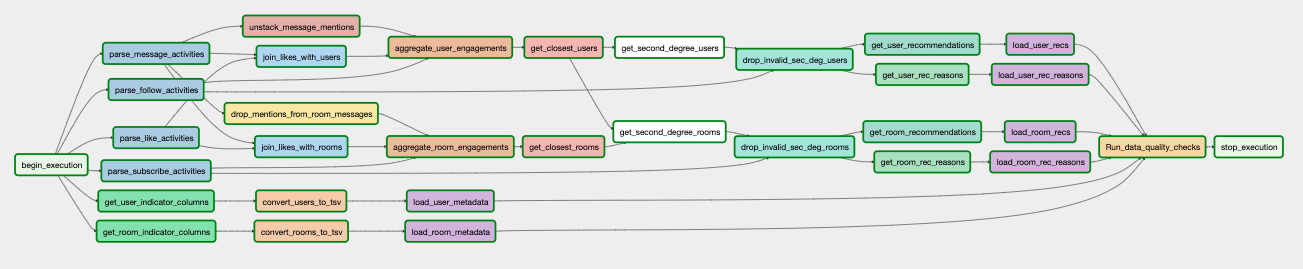 begin_execution
parse_message_activities
parse_follow_activities
parse_like_activities
parse_subscribe_activities
get_user_indicator_columns
get_room_indicator_columns
unstack_message_mentions
join_likes_with_users
drop_mentions_from_room_messages
join_likes_with_rooms
convert_users_to_tsv
convert_rooms_to_tsv
aggregate_user_engagements
aggregate_room_engagements
load_user_metadata
load_room_metadata
get_closest_users
get_closest_rooms
get_second_degree_users
get_second_degree_rooms
drop_invalid_sec_deg_users
drop_invalid_sec_deg_rooms
get_user_recommendations
get_user_rec_reasons
get_room_recommendations
get_room_rec_reasons
load_user_recs
load_user_rec_reasons
load_room_recs
load_room_rec_reasons
Run_data_quality_checks
stop_execution